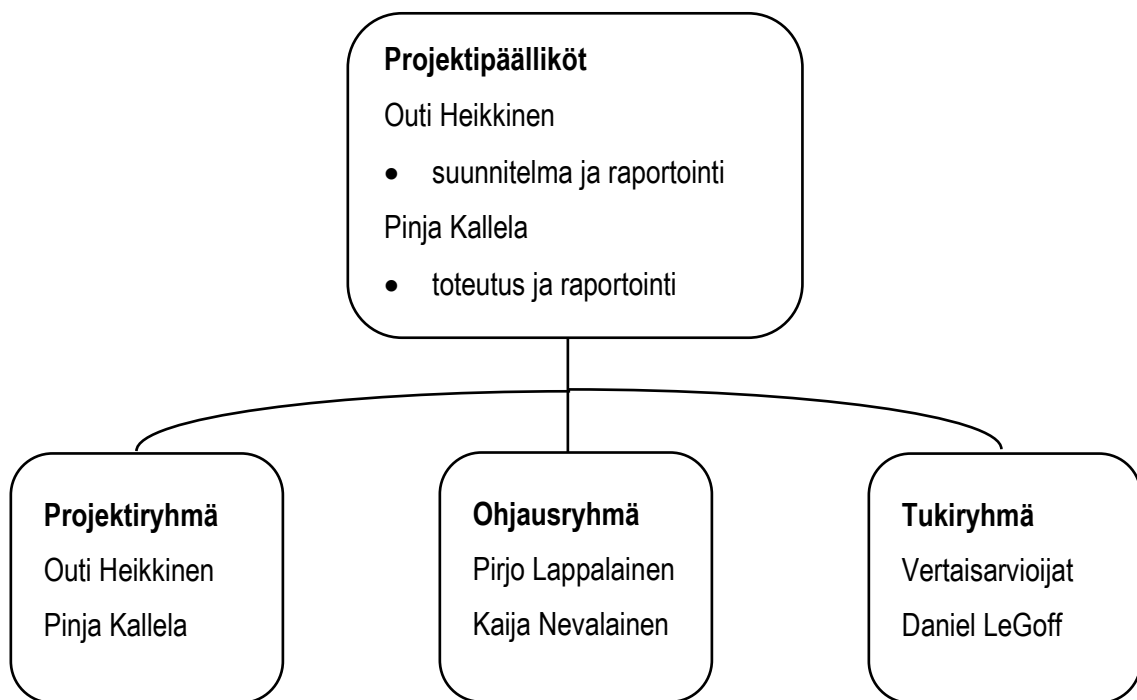 Projektipäälliköt
Outi Heikkinen
• suunnitelma ja raportointi
Pinja Kallela
• toteutus ja raportointi
Projektiryhmä
Outi Heikkinen
Pinja Kallela
Ohjausryhmä
Pirjo Lappalainen
Kaija Nevalainen
Tukiryhmä
Vertaisarvioijat
Daniel LeGoff